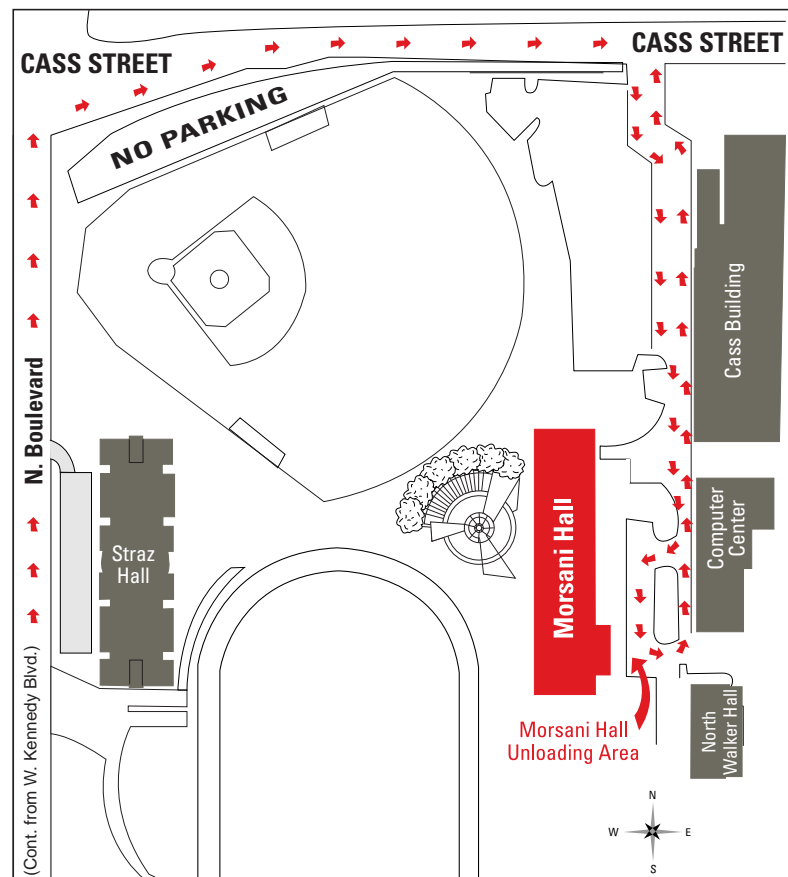 CASS STREET
CASS STREET
NO PARKING
N. Boulevard
(Cont. from W. Kennedy Blvd.)
Straz
Hall
Morsani Hall
Cass Building
Computer
Center
North
Walker Hall
Morsani Hall
Unloading Area
N
W
E
S